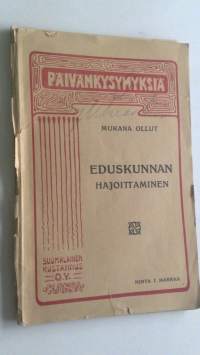 PÄIVÄNKYSYMYKSIÄ
MUKANA OLLUT
EDUSKUNNAN
HAJOITTAMINEN
SUOMALAINEN
KUSTANNUS
O.Y.
HINTA 1 MARKKA